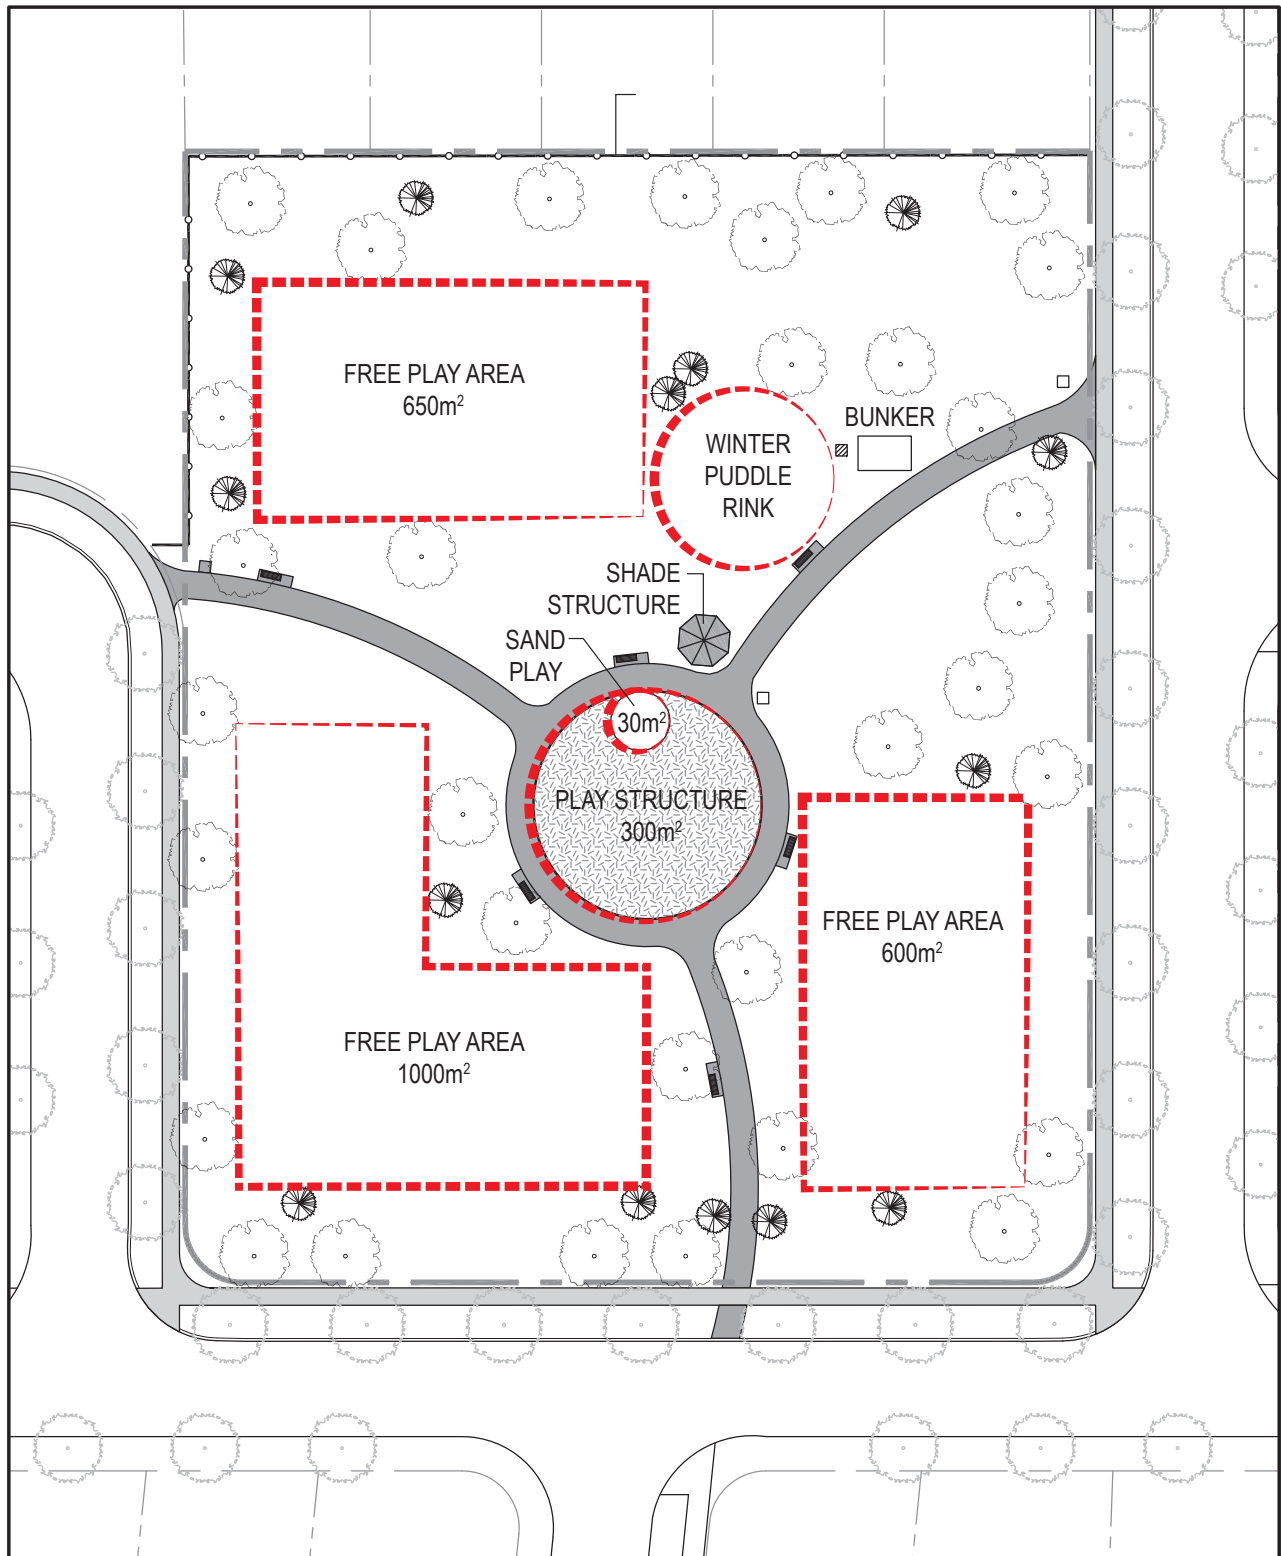 FREE PLAY AREA
650m²
WINTER
PUDDLE
RINK
BUNKER
SHADE
STRUCTURE
SAND
PLAY
30m²
PLAY STRUCTURE
300m²
FREE PLAY AREA
600m²
FREE PLAY AREA
1000m²